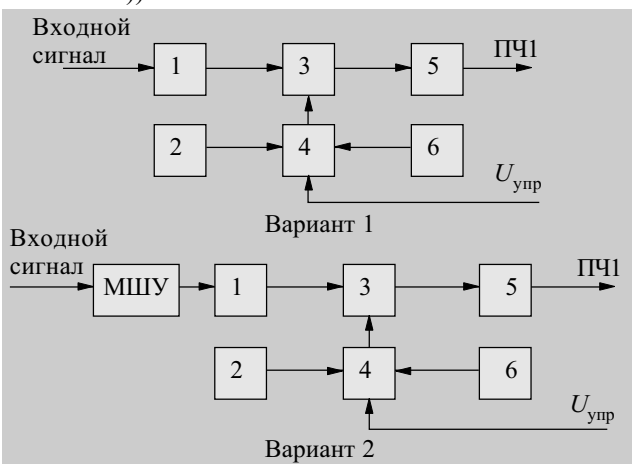 Входной
сигнал
ПЧ1
1
3
5
2
4
6
Uупр
Вариант 1
Входной
сигнал
ПЧ1
МШУ
1
3
5
2
4
6
Uупр
Вариант 2